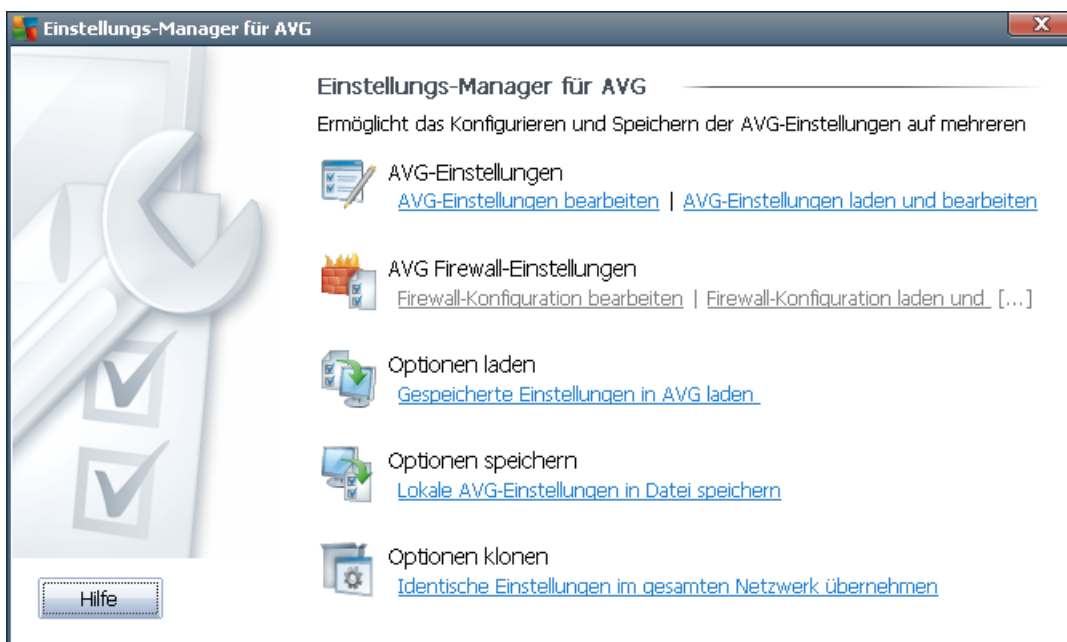 Einstellungs-Manager für AVG
Einstellungs-Manager für AVG
Ermöglicht das Konfigurieren und Speichern der AVG-Einstellungen auf mehreren
AVG-Einstellungen
AVG-Einstellungen bearbeiten | AVG-Einstellungen laden und bearbeiten
AVG Firewall-Einstellungen
Firewall-Konfiguration bearbeiten | Firewall-Konfiguration laden und [...]
Optionen laden
Gespeicherte Einstellungen in AVG laden
Optionen speichern
Lokale AVG-Einstellungen in Datei speichern
Optionen klonen
Identische Einstellungen im gesamten Netzwerk übernehmen
Hilfe